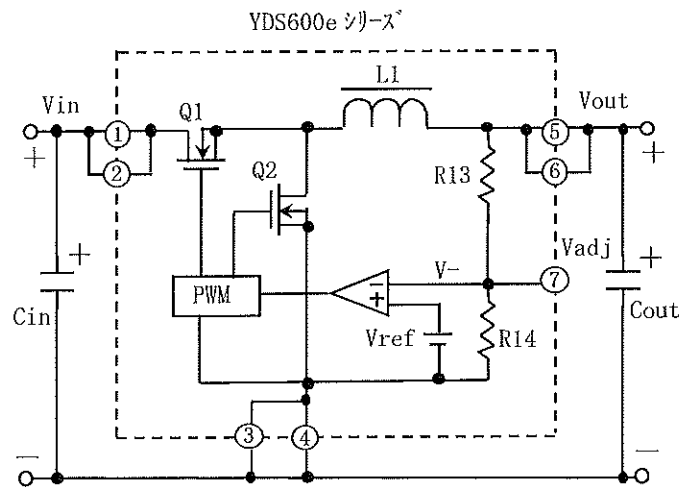 YDS600e シリーズ
L1
Vin
Q1
Vout
+
①
⑤
+
②
Q2
⑥
R13
+
Vadj
+
V-
⑦
PWM
-
+
Cin
Vref
R14
Cout
③
④
-
-